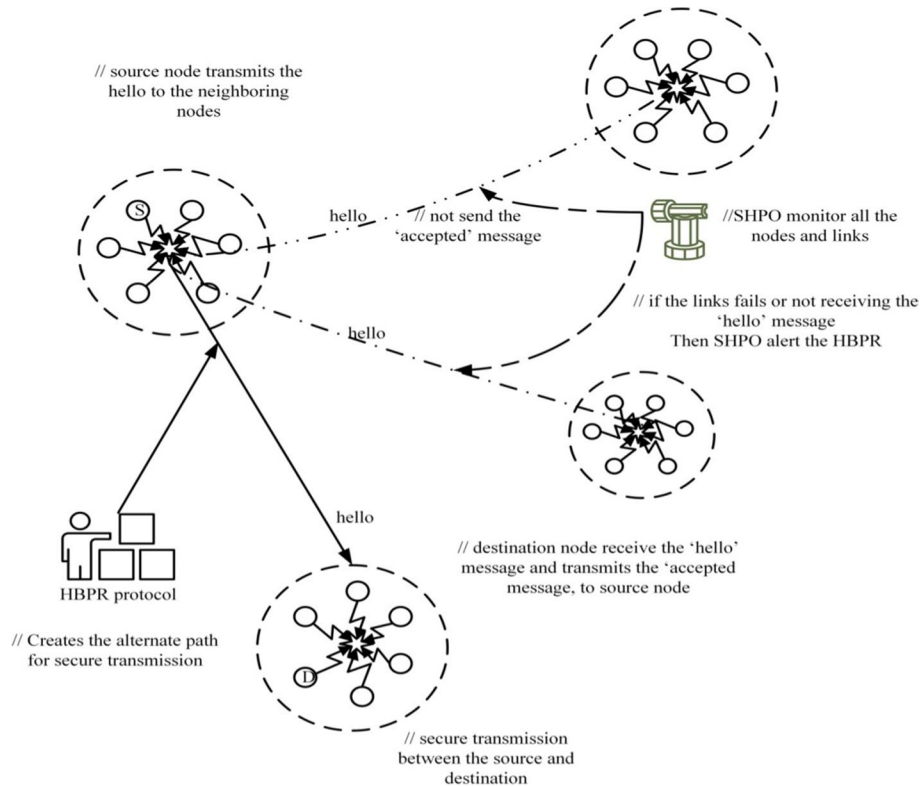 // source node transmits the
hello to the neighboring
nodes
S
hello
// not send the
‘accepted’ message
//SHPO monitor all the
nodes and links
// if the links fails or not receiving the
‘hello’ message
Then SHPO alert the HBPR
hello
hello
// destination node receive the ‘hello’
message and transmits the ‘accepted
message, to source node
HBPR protocol
// Creates the alternate path
for secure transmission
D
// secure transmission
between the source and
destination